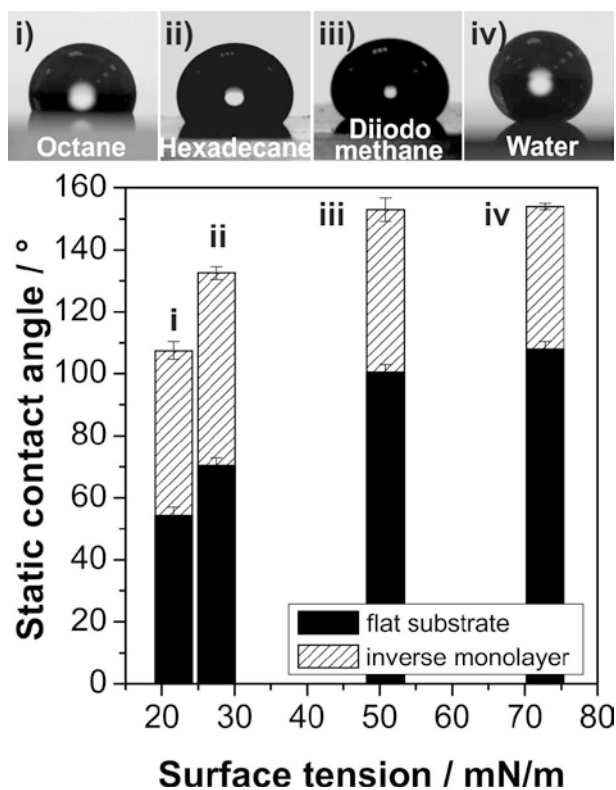 i) ii) iii) iv)
Octane Hexadecane Diiodo methane Water
160
140
120
100
80
60
40
20
0
Static contact angle / °
i
ii
iii
iv
flat substrate
inverse monolayer
20 30 40 50 60 70 80
Surface tension / mN/m